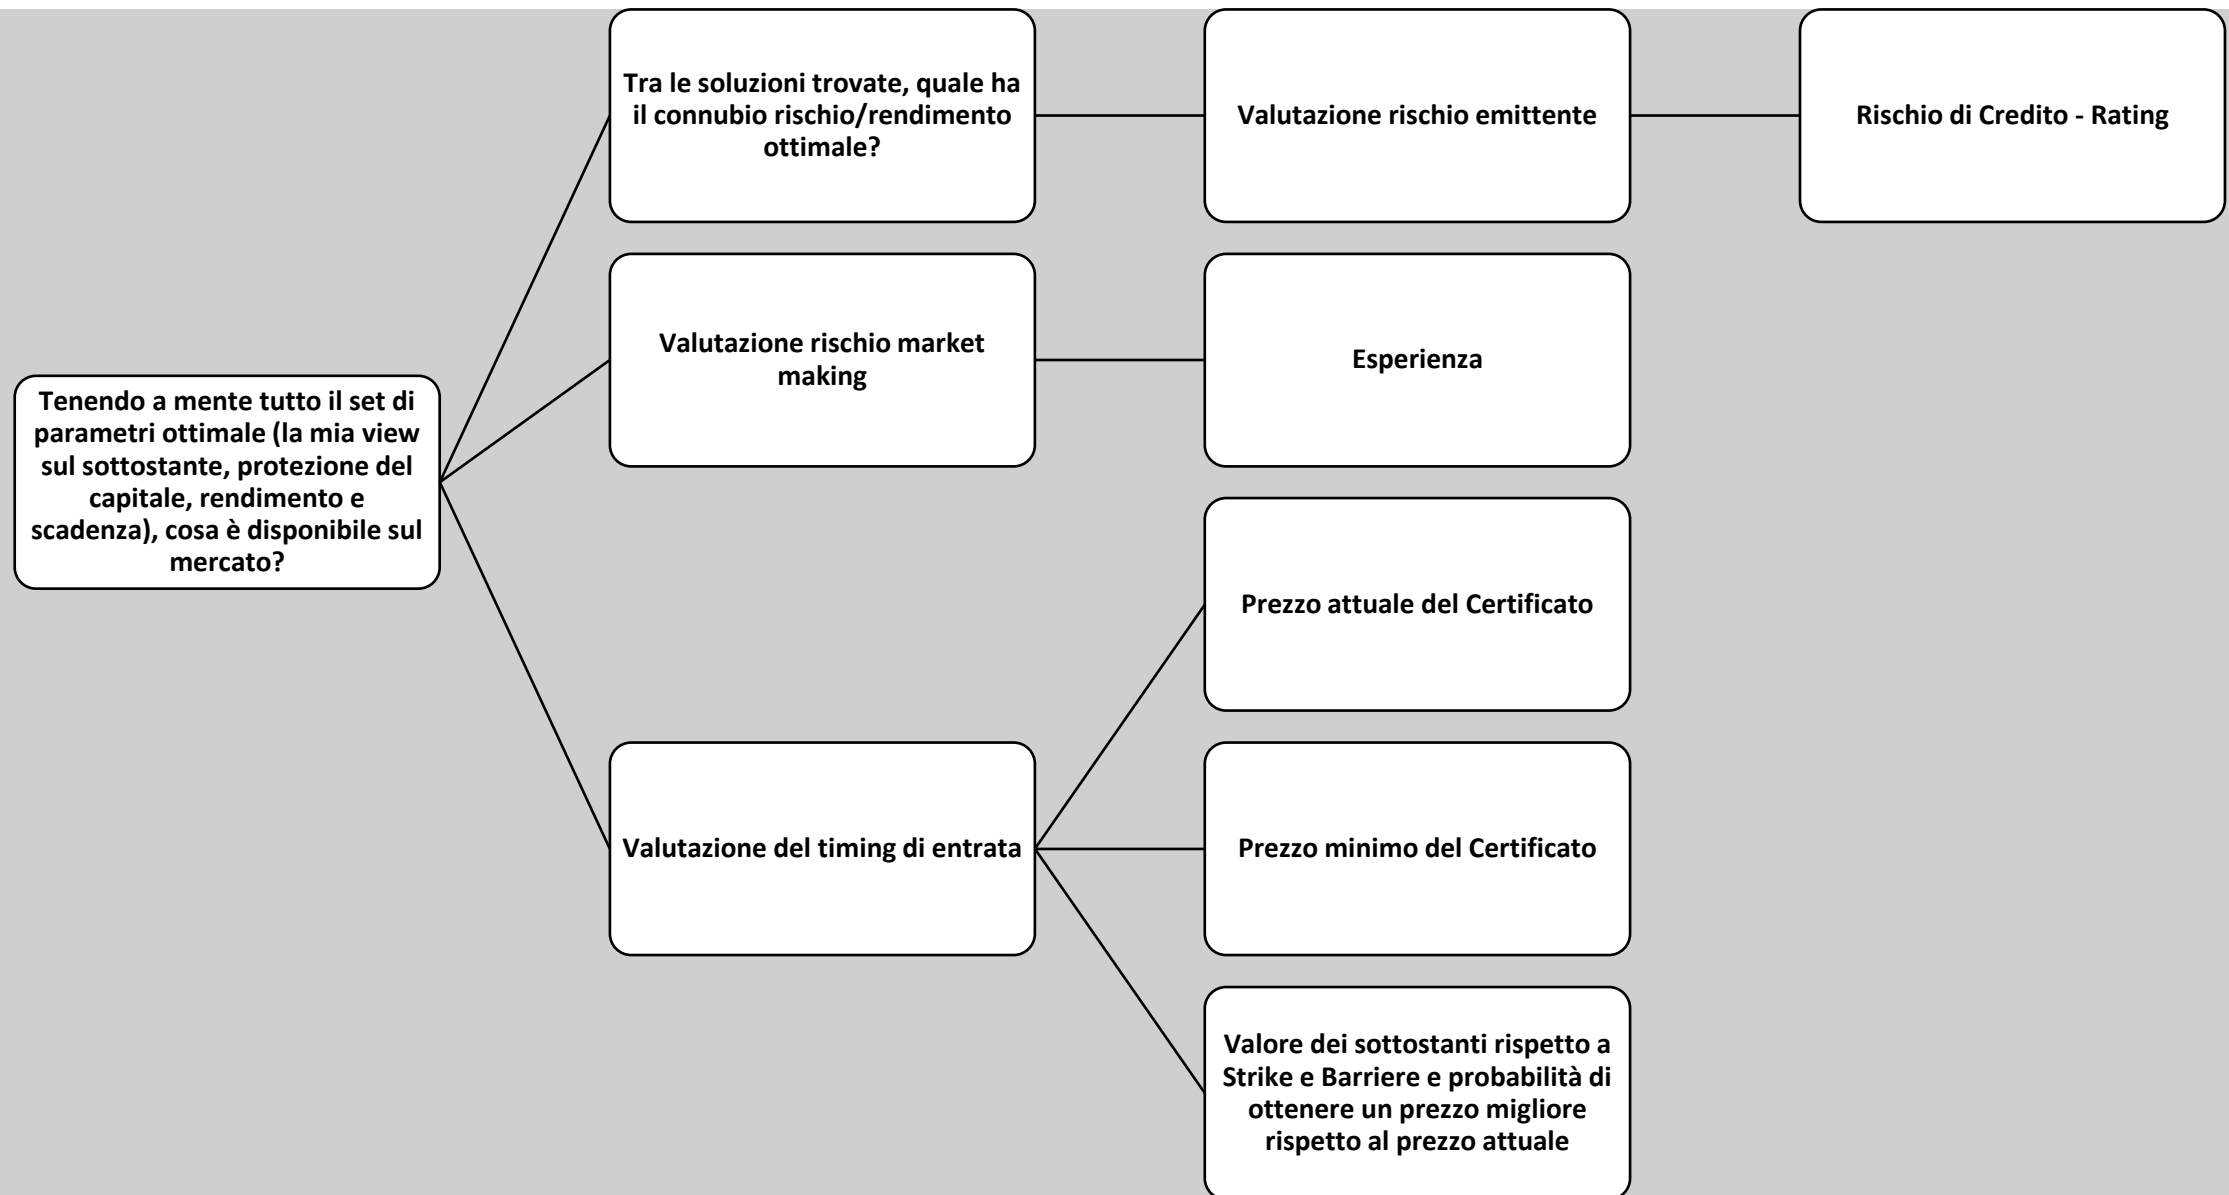 Tenendo a mente tutto il set di
parametri ottimale (la mia view
sul sottostante, protezione del
capitale, rendimento e
scadenza), cosa è disponibile sul
mercato?
Tra le soluzioni trovate, quale ha
il connubio rischio/rendimento
ottimale?
Valutazione rischio emittente
Rischio di Credito - Rating
Valutazione rischio market
making
Esperienza
Valutazione del timing di entrata
Prezzo attuale del Certificato
Prezzo minimo del Certificato
Valore dei sottostanti rispetto a
Strike e Barriere e probabilità di
ottenere un prezzo migliore
rispetto al prezzo attuale